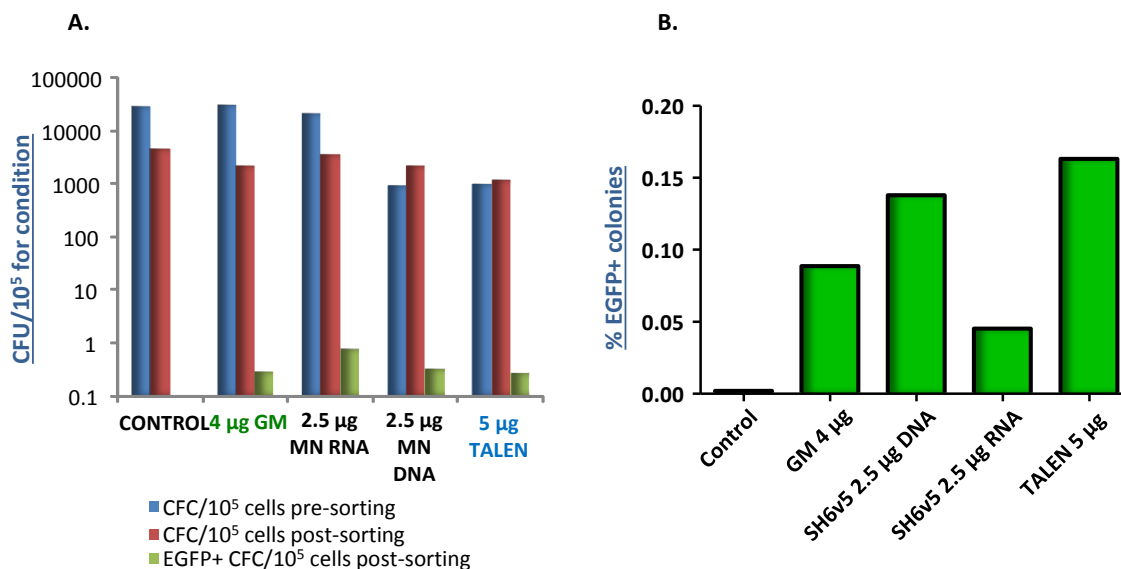 A.
CFU/10⁵ for condition
100000
10000
1000
100
10
1
0.1
CONTROL
4 µg GM
2.5 µg
MN RNA
2.5 µg
MN
DNA
5 µg
TALEN
CFC/10⁵ cells pre-sorting
CFC/10⁵ cells post-sorting
EGFP+ CFC/10⁵ cells post-sorting
B.
% EGFP+ colonies
0.20
0.15
0.10
0.05
0.00
Control
GM 4 µg
SH6v5 2.5 µg DNA
SH6v5 2.5 µg RNA
TALEN 5 µg